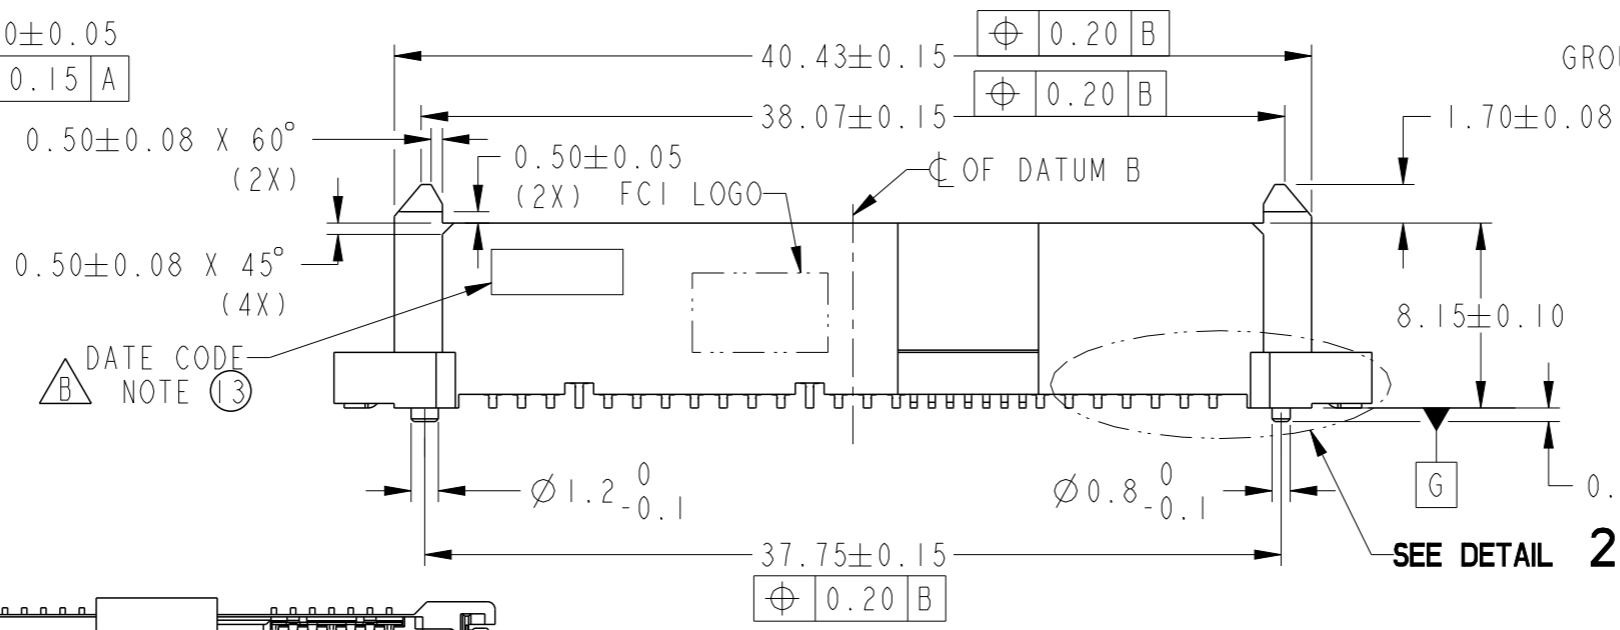 0±0.05
0.15 A
40.43±0.15
⌖ 0.20 B
38.07±0.15
⌖ 0.20 B
1.70±0.08
0.50±0.08 X 60°
(2X)
0.50±0.05
(2X)
FCI LOGO
℄ OF DATUM B
0.50±0.08 X 45°
(4X)
8.15±0.10
B
DATE CODE
NOTE 13
Ø1.2 0 -0.1
Ø0.8 0 -0.1
G
0.
37.75±0.15
⌖ 0.20 B
SEE DETAIL 2